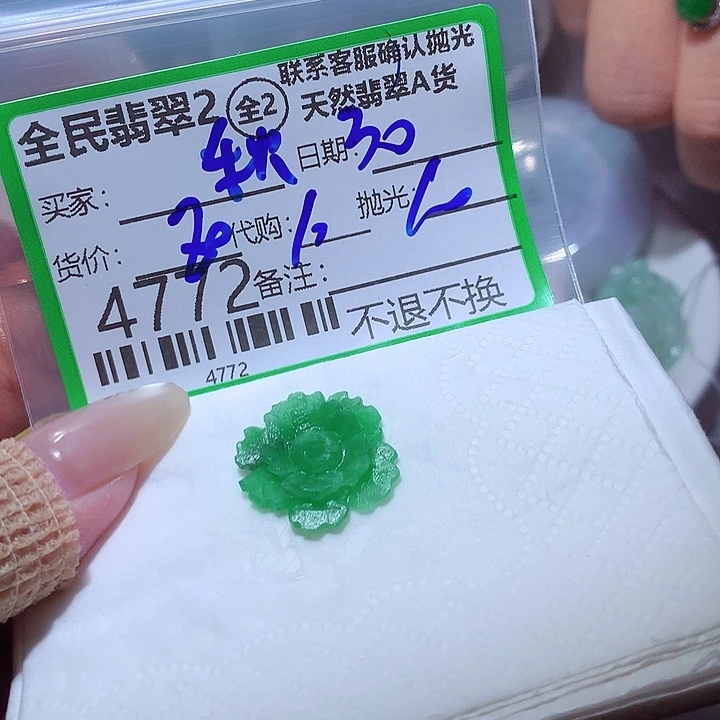 联系客服确认抛光
全民翡翠2 全2 天然翡翠A货
买家: 秋 日期: 30
货价: 代购: 抛光:
4772 备注:
不退不换
4772